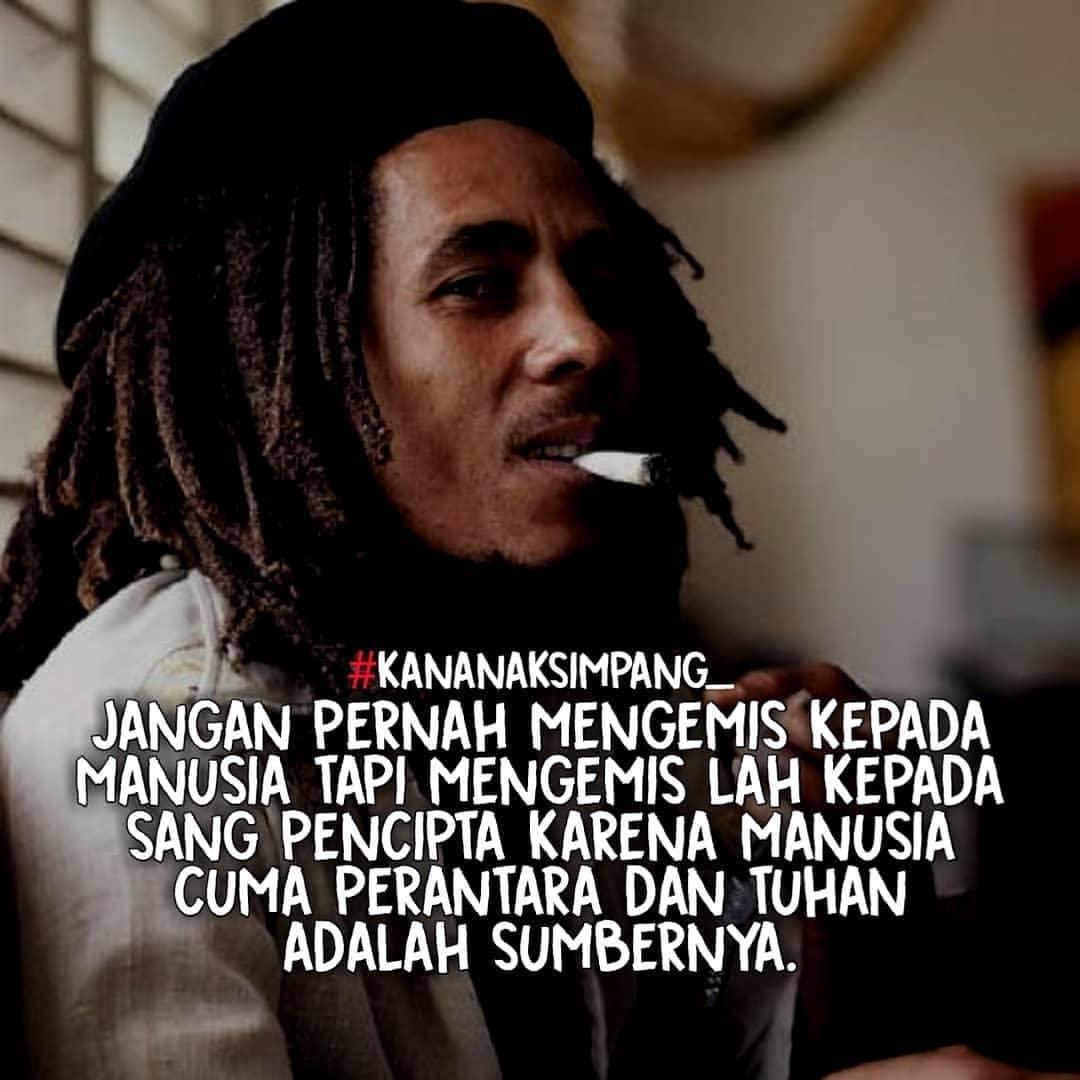 #KANANAKSIMPANG_
JANGAN PERNAH MENGEMIS KEPADA
MANUSIA TAPI MENGEMIS LAH KEPADA
SANG PENCIPTA KARENA MANUSIA
CUMA PERANTARA DAN TUHAN
ADALAH SUMBERNYA.